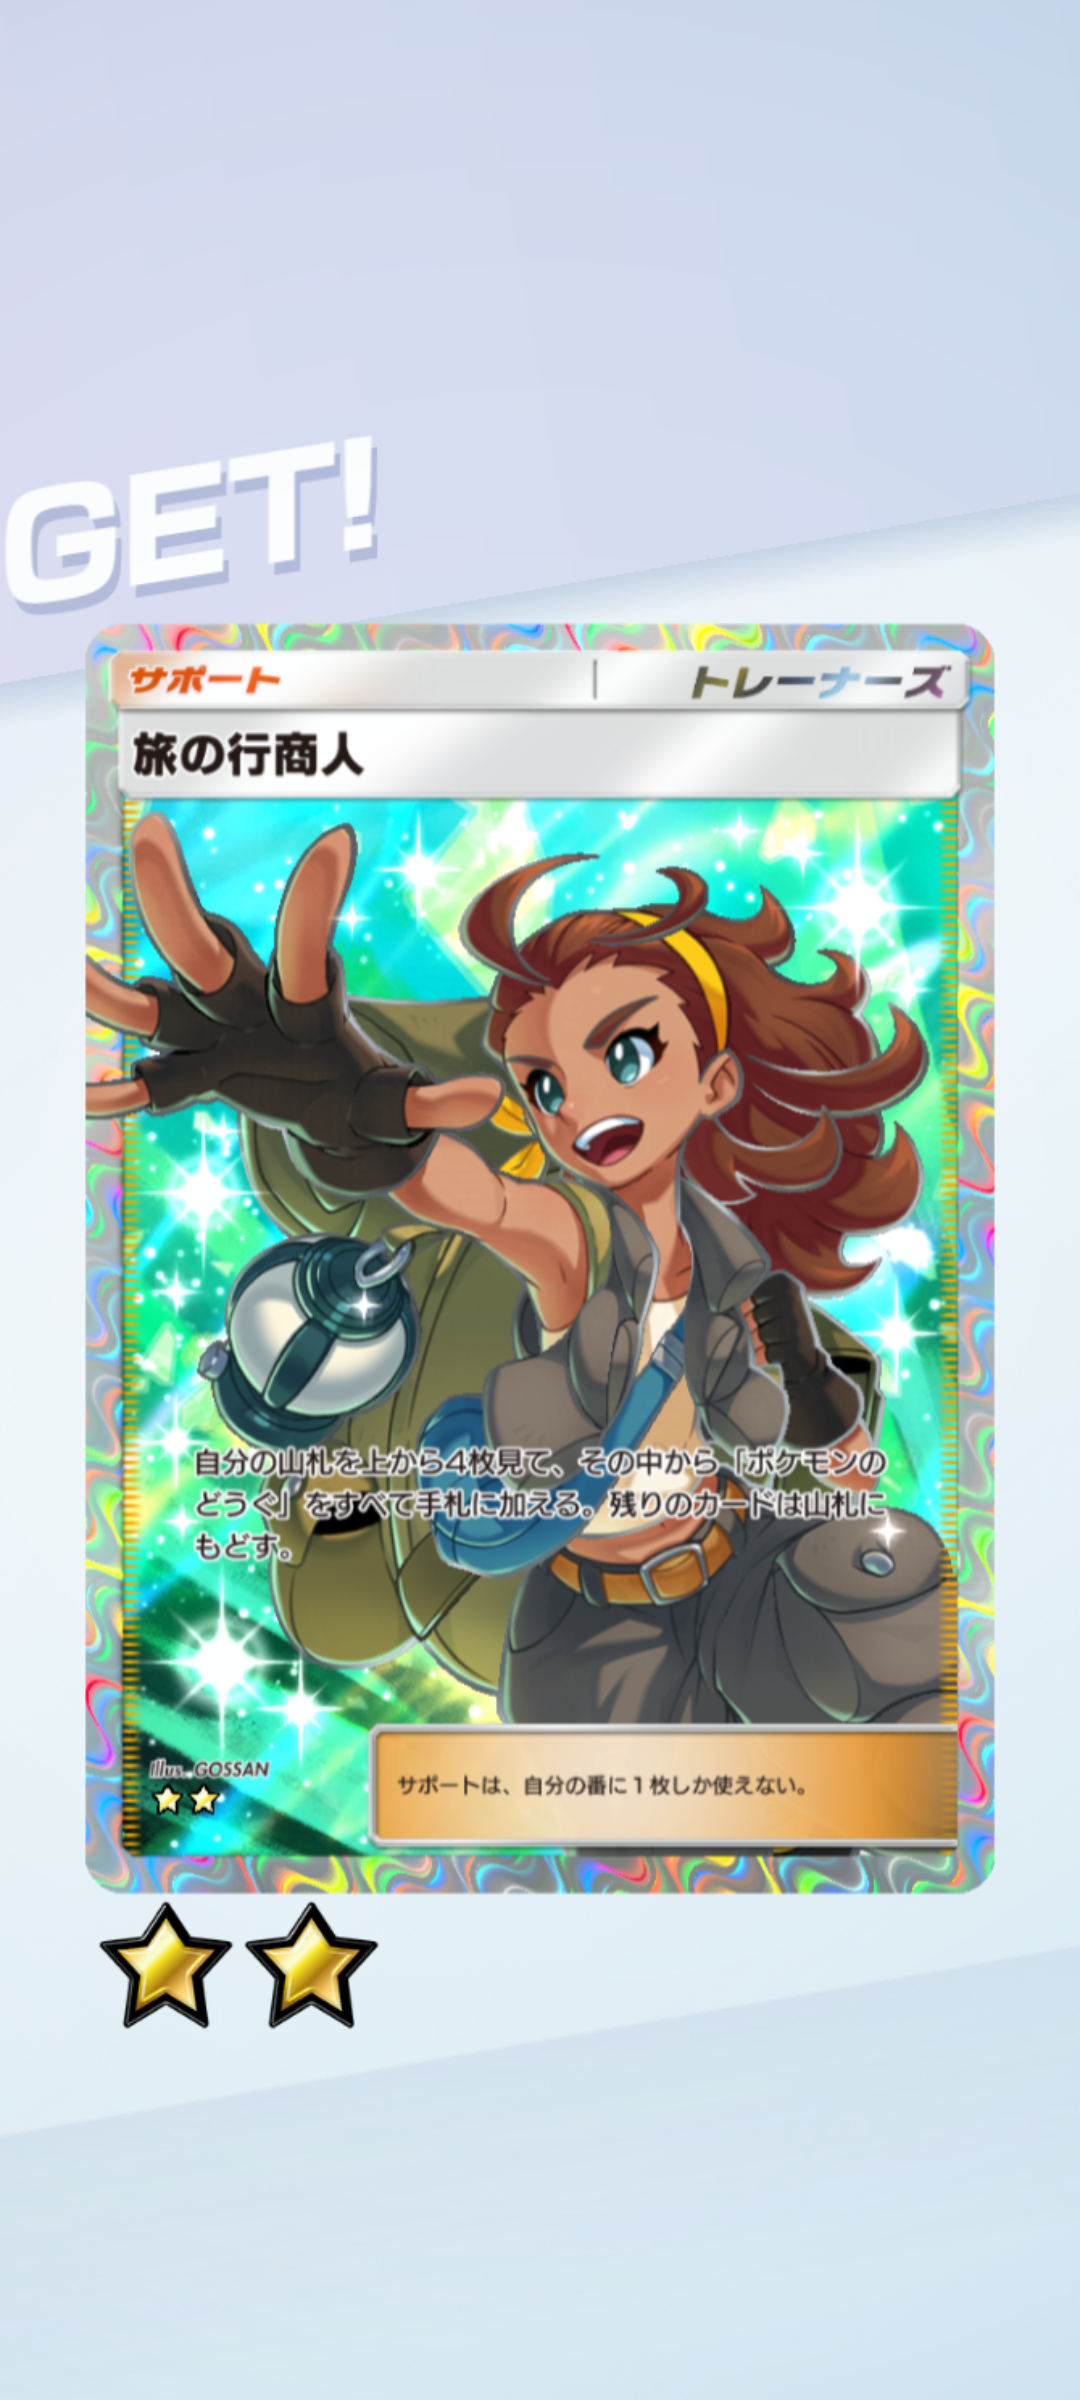 GET!
サポート
トレーナーズ
旅の行商人
自分の山札を上から4枚見て、その中から「ポケモンの
どうぐ」をすべて手札に加える。残りのカードは山札に
もどす。
Illus. GOSSAN
サポートは、自分の番に1枚しか使えない。